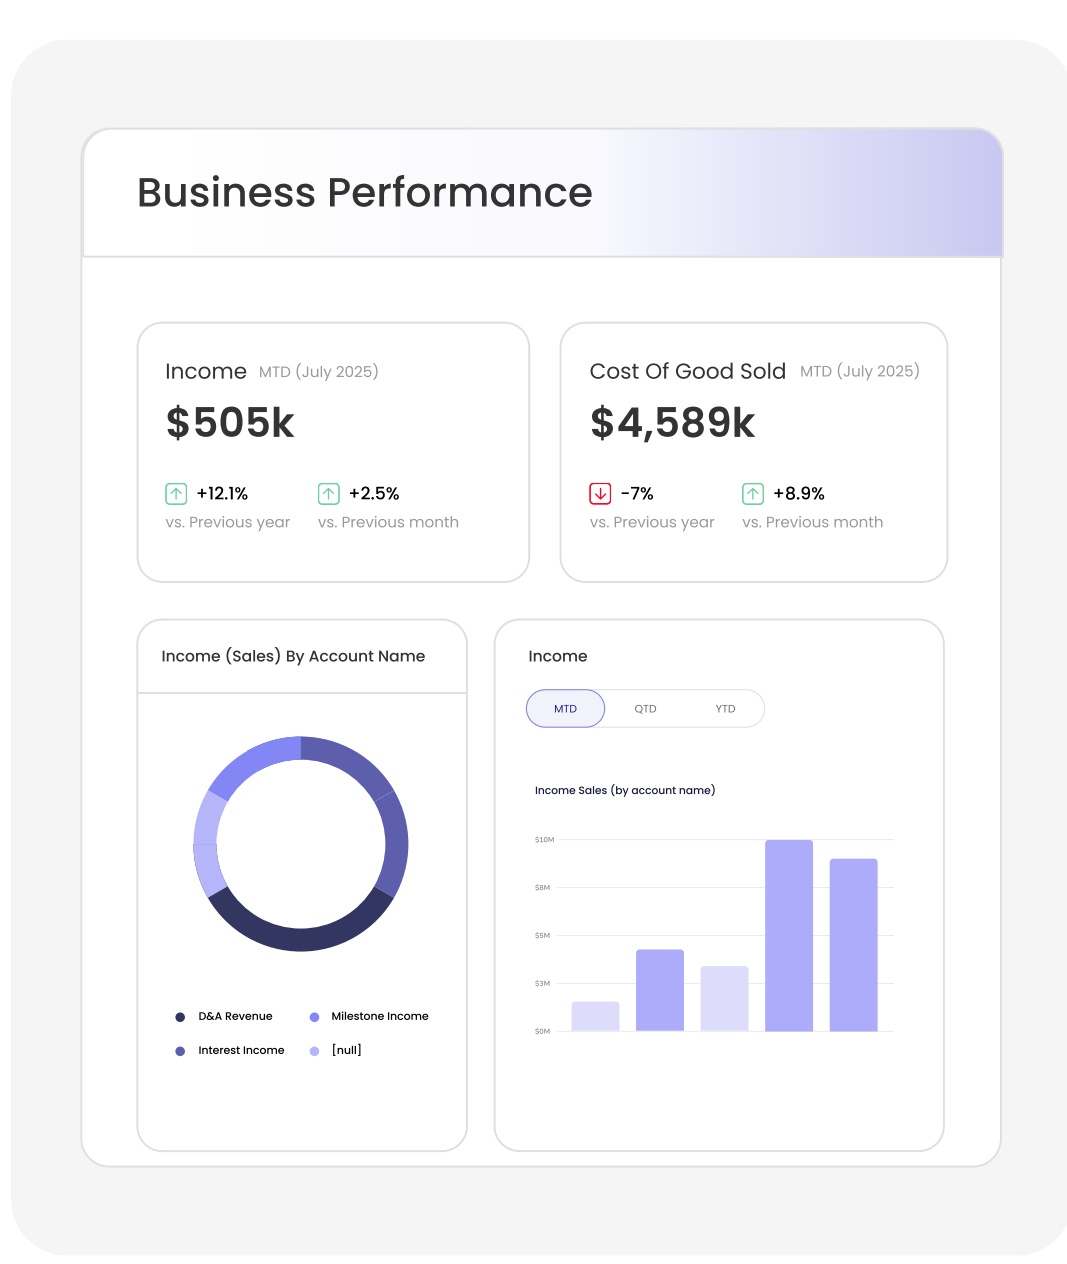 Business Performance
Income MTD (July 2025)
$505k
+12.1% +2.5%
vs. Previous year vs. Previous month
Cost Of Good Sold MTD (July 2025)
$4,589k
-7% +8.9%
vs. Previous year vs. Previous month
Income (Sales) By Account Name
D&A Revenue Milestone Income
Interest Income [null]
Income
MTD QTD YTD
Income Sales (by account name)
$10M
$8M
$5M
$3M
$0M